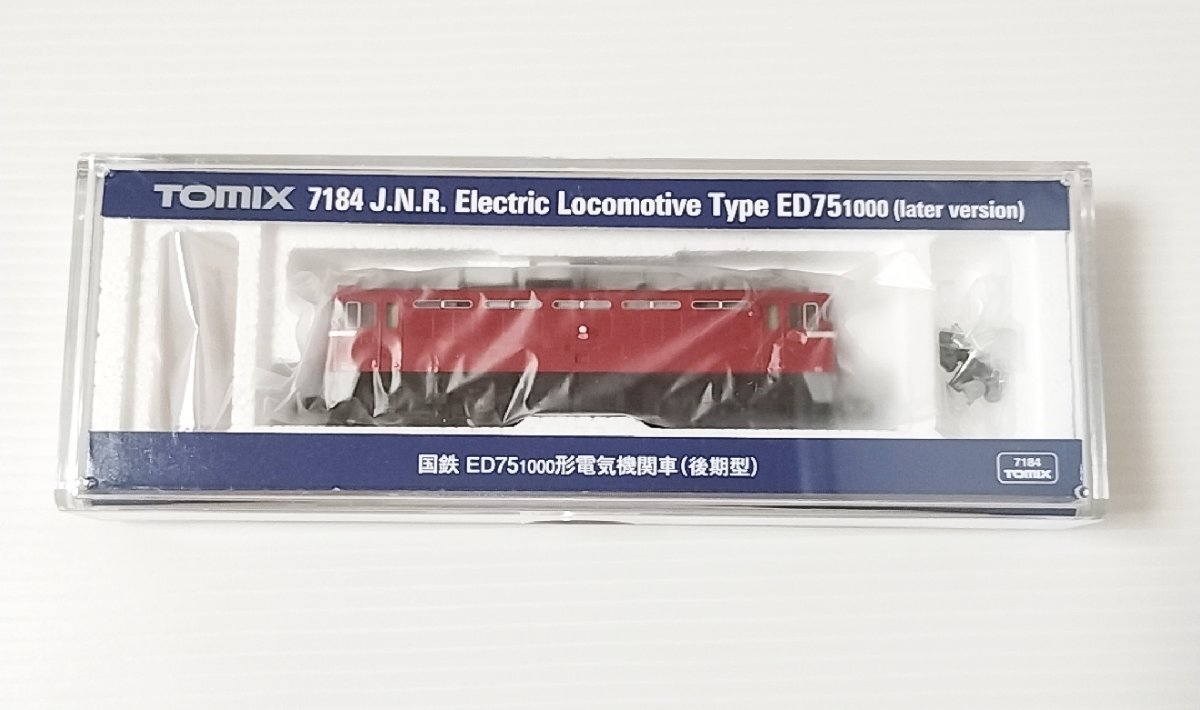 TOMIX 7184 J.N.R. Electric Locomotive Type ED751000 (later version)
国鉄 ED751000形電気機関車(後期型)
7184
TOMIX